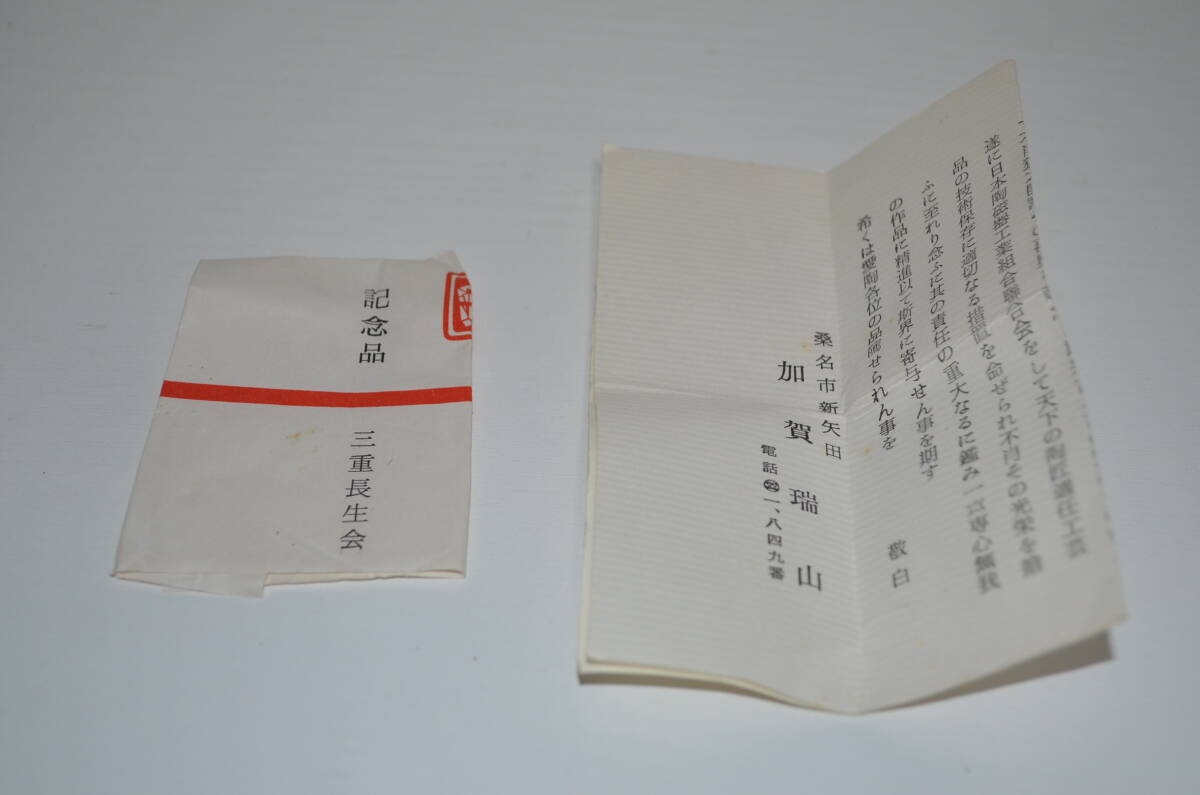 記念品
三重長生会
遂に日本陶磁器工業組合聯合会をして天下の陶匠適任工芸
品の技術保存に適切なる措置を命ぜられ不肖その光栄を担
ふに至れり念ふに其の責任の重大なるに鑑み一意専心無我
の作品に精進以て斯界に寄与せん事を期す
希くは愛陶各位の品隲せられん事を
敬白
桑名市新矢田
加賀瑞山
電話②一、八四九番